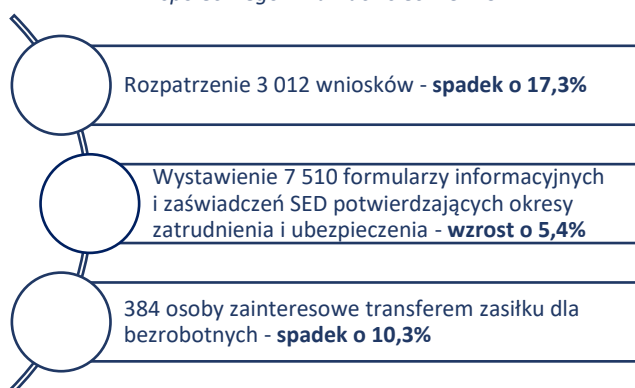 Rozpatrzenie 3 012 wniosków - spadek o 17,3%
Wystawienie 7 510 formularzy informacyjnych
i zaświadczeń SED potwierdzających okresy
zatrudnienia i ubezpieczenia - wzrost o 5,4%
384 osoby zainteresowe transferem zasiłku dla
bezrobotnych - spadek o 10,3%